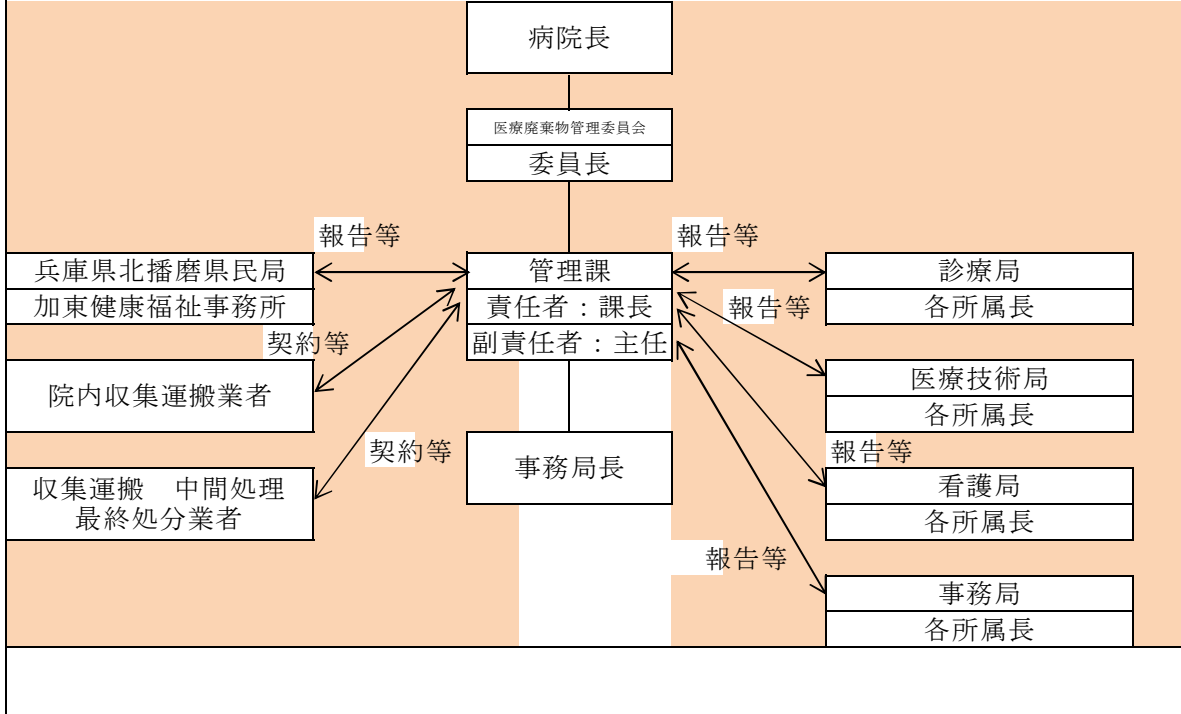 病院長
医療廃棄物管理委員会
委員長
報告等
報告等
兵庫県北播磨県民局
管理課
診療局
加東健康福祉事務所
責任者：課長
報告等
各所属長
契約等
副責任者：主任
院内収集運搬業者
医療技術局
各所属長
契約等
事務局長
報告等
収集運搬　中間処理
最終処分業者
看護局
各所属長
報告等
事務局
各所属長